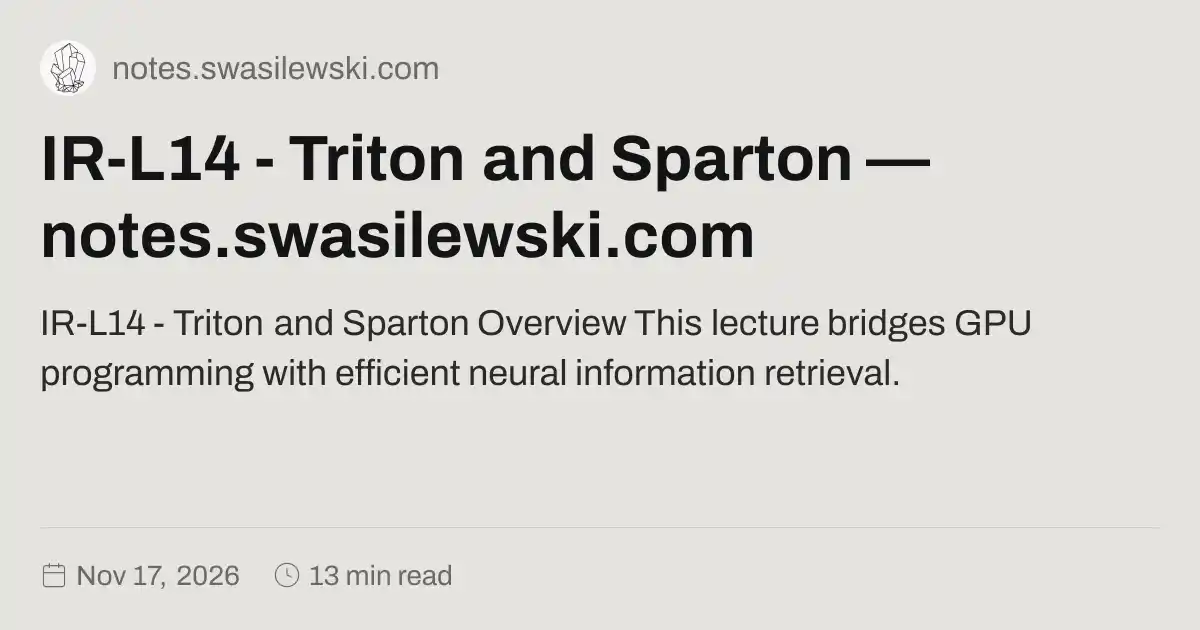 notes.swasilewski.com
IR-L14 - Triton and Sparton —
notes.swasilewski.com
IR-L14 - Triton and Sparton Overview This lecture bridges GPU
programming with efficient neural information retrieval.
Nov 17, 2026 13 min read